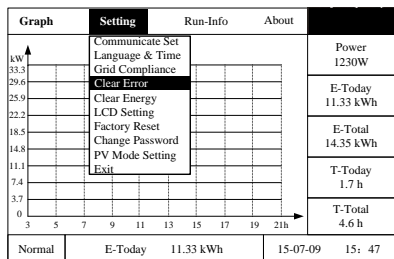 Graph Setting Run-Info About
Communicate Set
Language & Time
Grid Compliance
Clear Error
Clear Energy
LCD Setting
Factory Reset
Change Password
PV Mode Setting
Exit
kW
33.3
29.6
25.9
22.2
18.5
14.8
11.1
7.4
3.7
0
3 5 7 9 11 13 15 17 19 21h
Power
1230W
E-Today
11.33 kWh
E-Total
14.35 kWh
T-Today
1.7 h
T-Total
4.6 h
Normal E-Today 11.33 kWh 15-07-09 15: 47